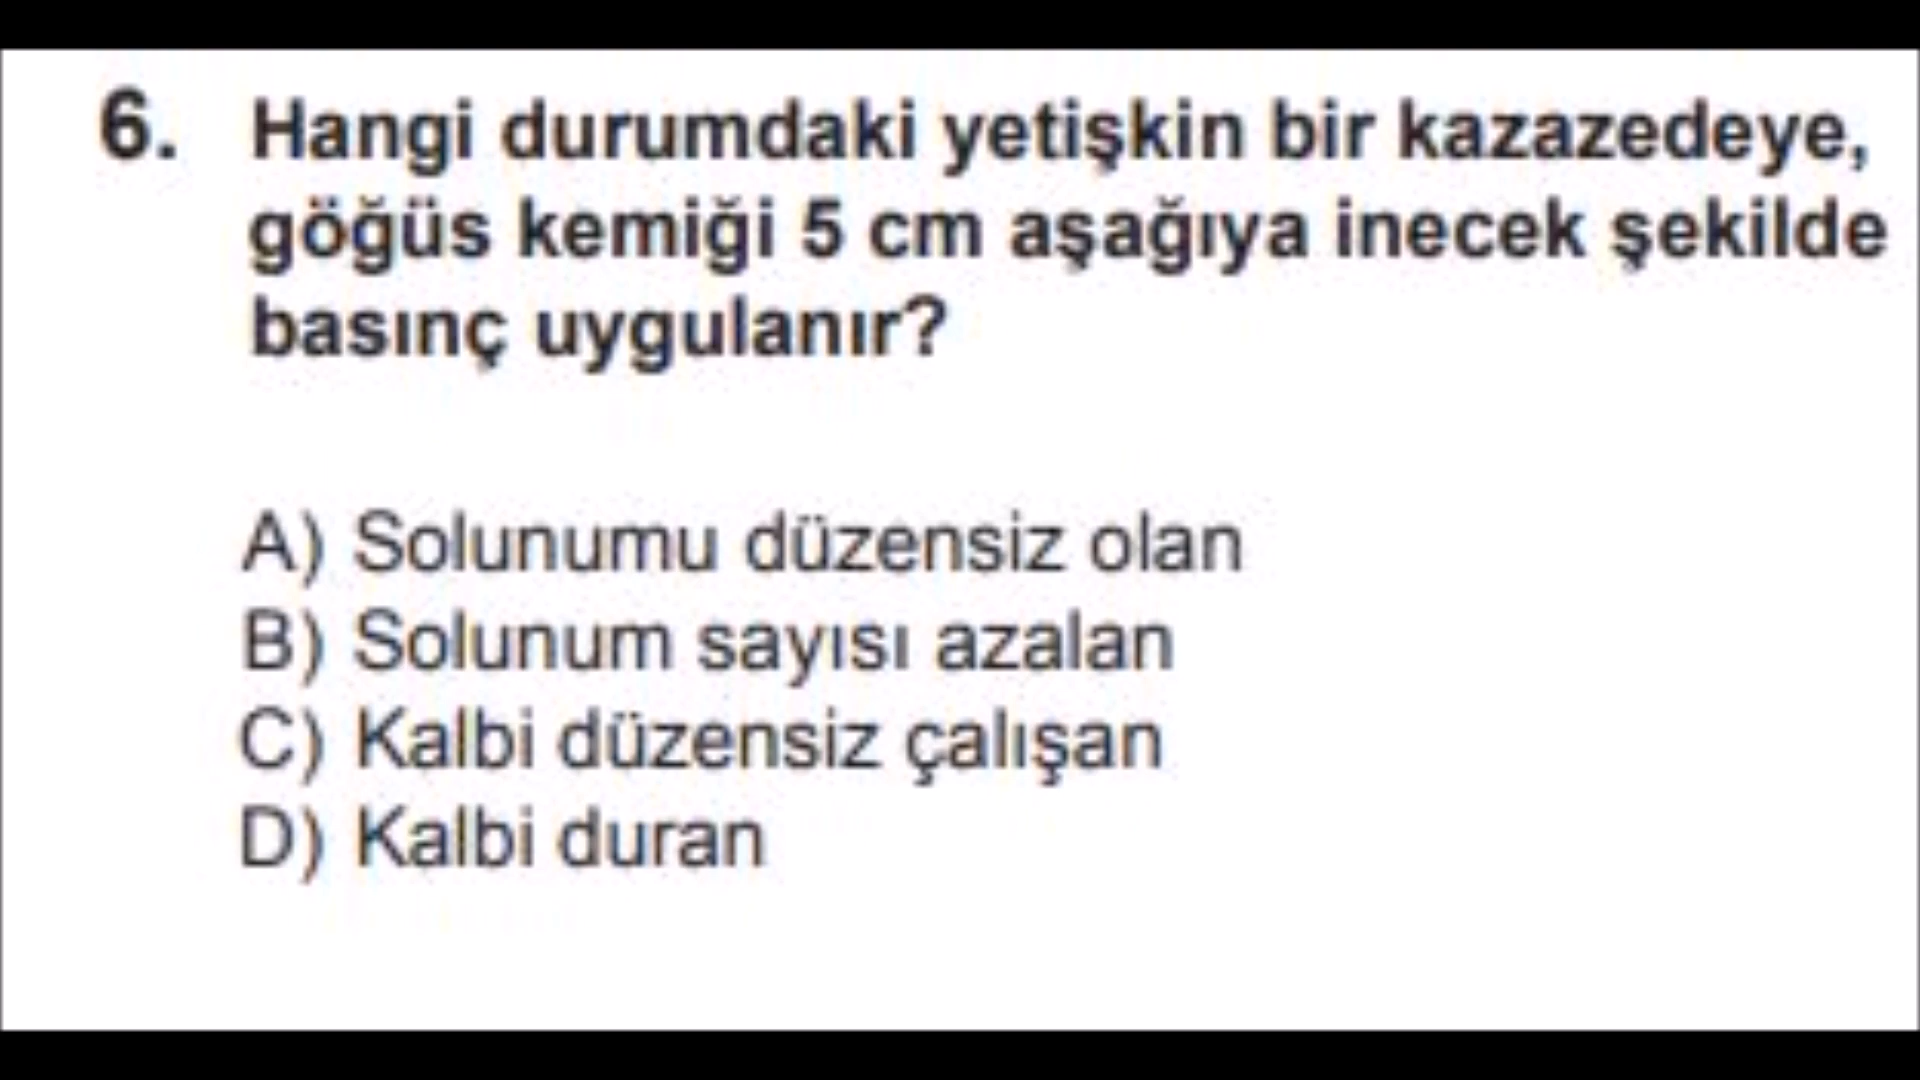 6. Hangi durumdaki yetişkin bir kazazedeye,
göğüs kemiği 5 cm aşağıya inecek şekilde
basınç uygulanır?
A) Solunumu düzensiz olan
B) Solunum sayısı azalan
C) Kalbi düzensiz çalışan
D) Kalbi duran